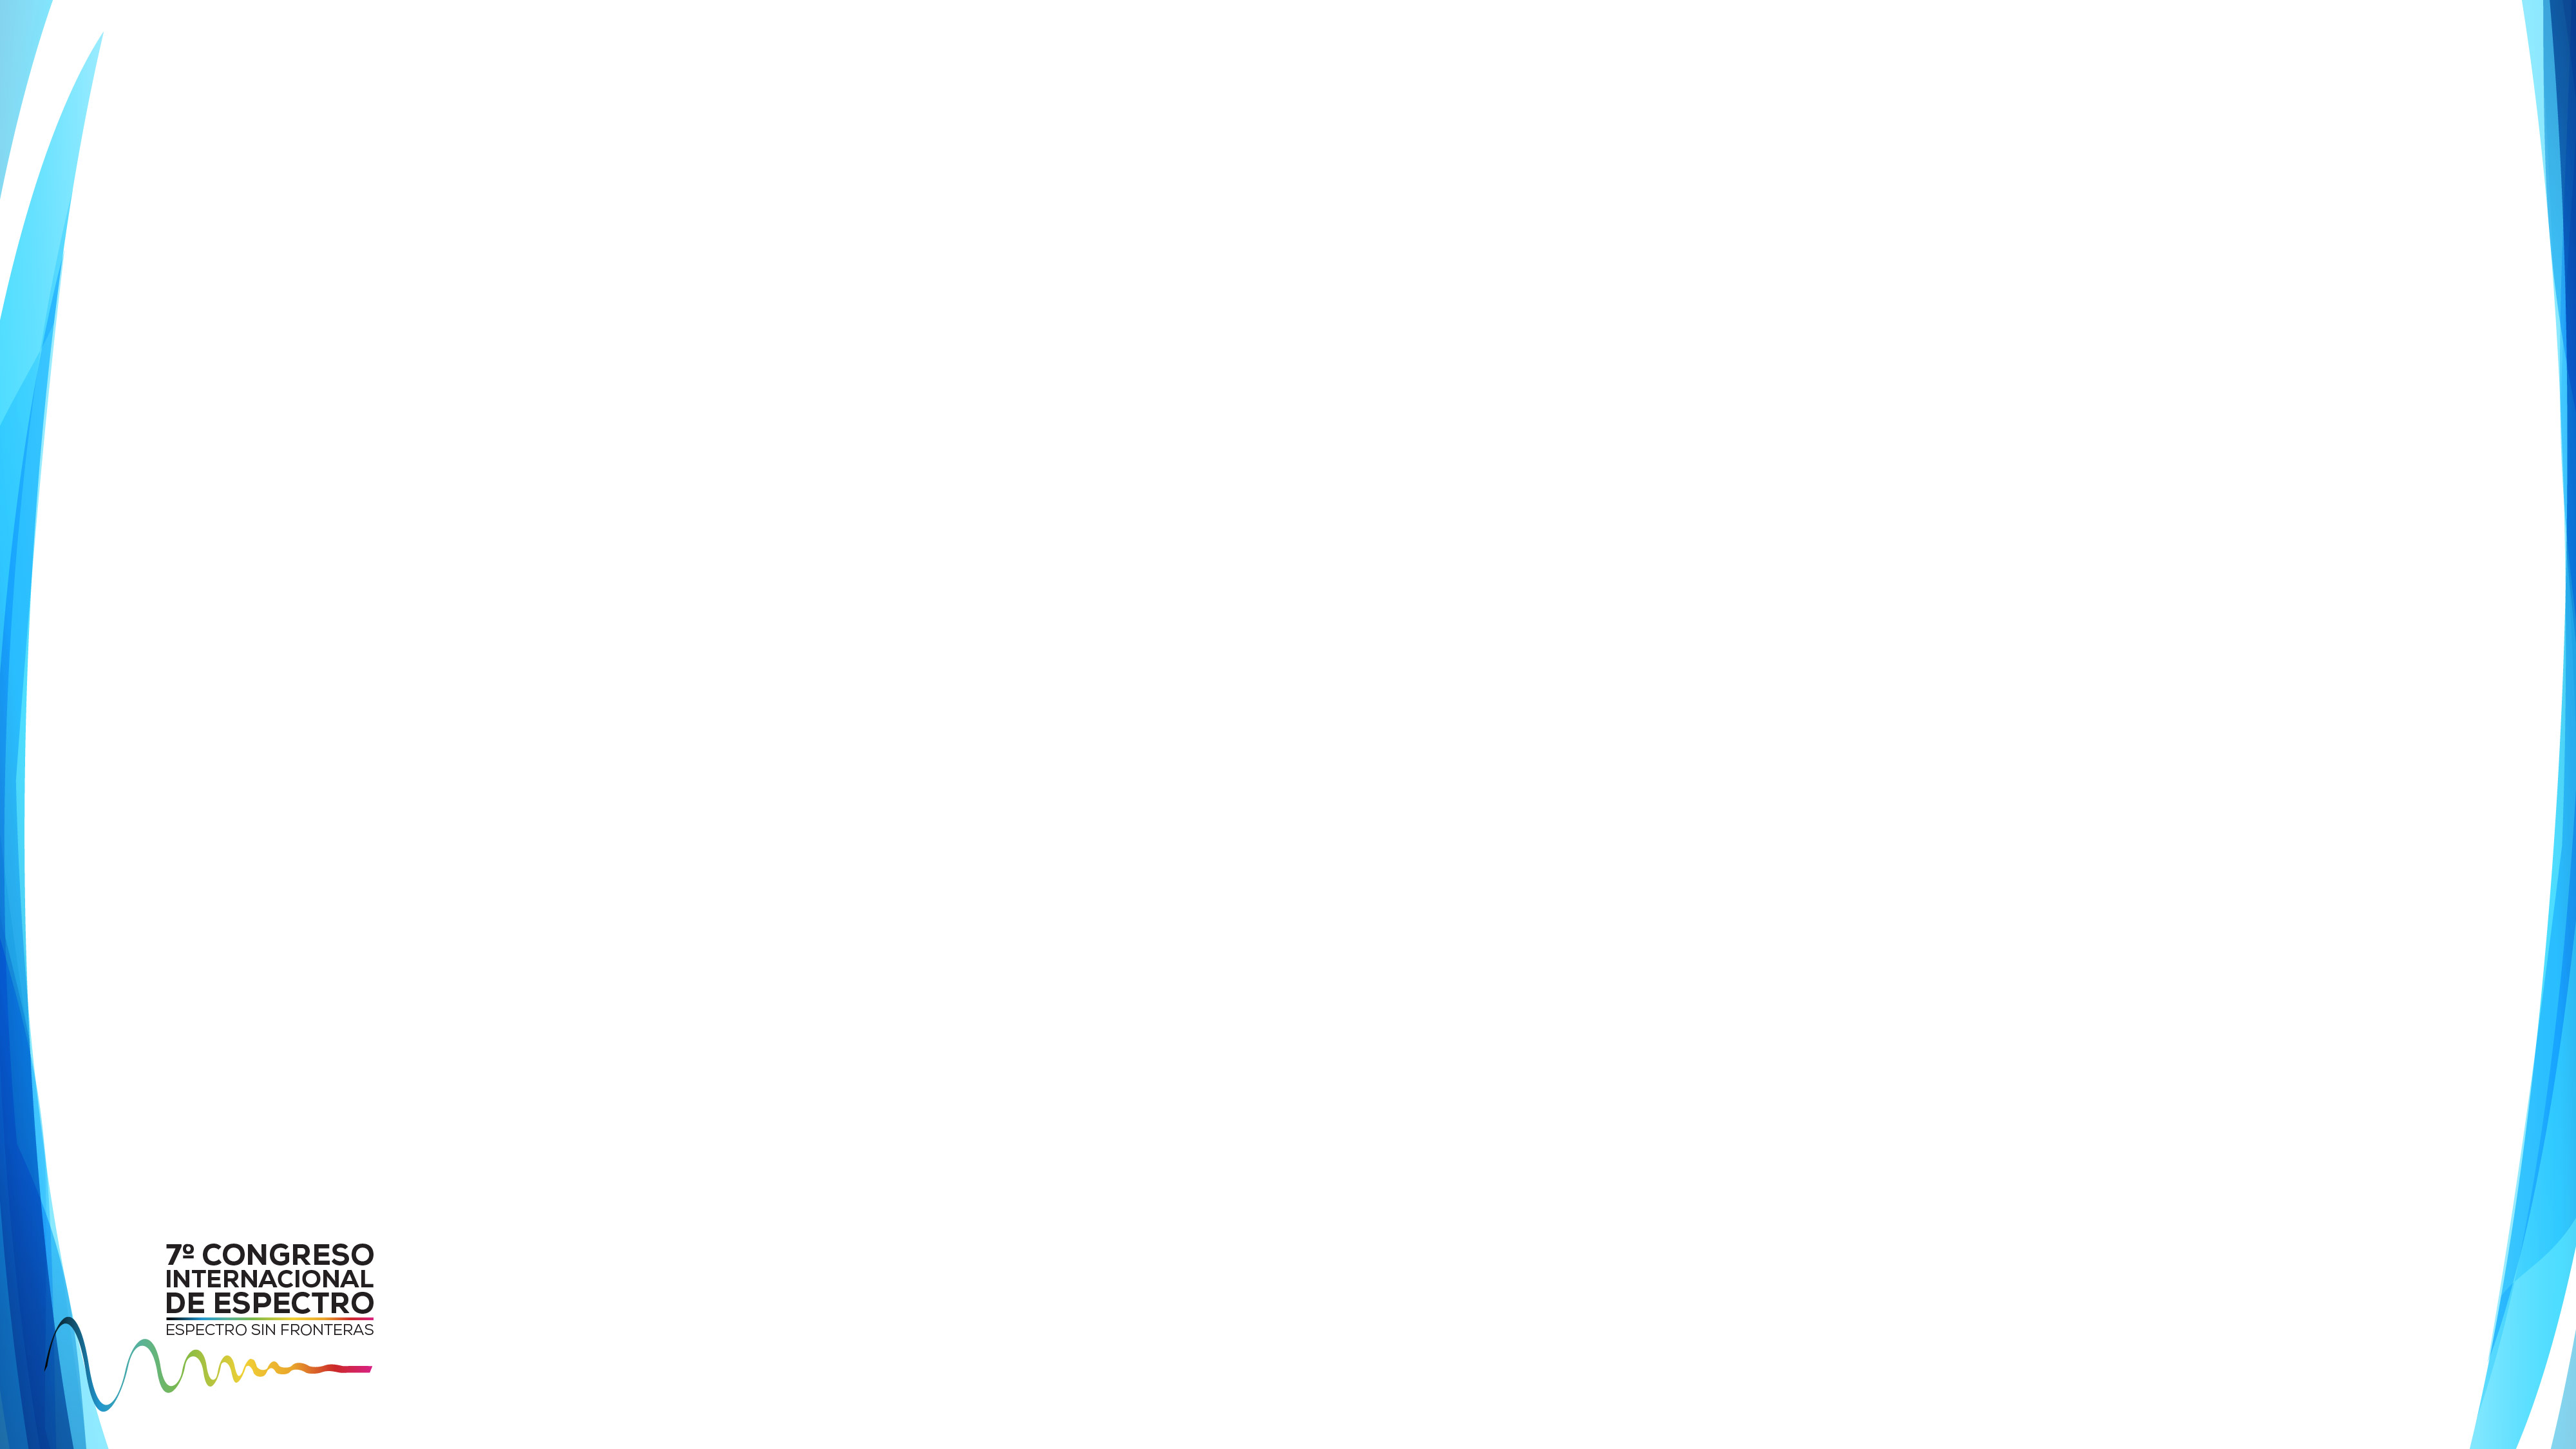 7º CONGRESO
INTERNACIONAL
DE ESPECTRO
ESPECTRO SIN FRONTERAS